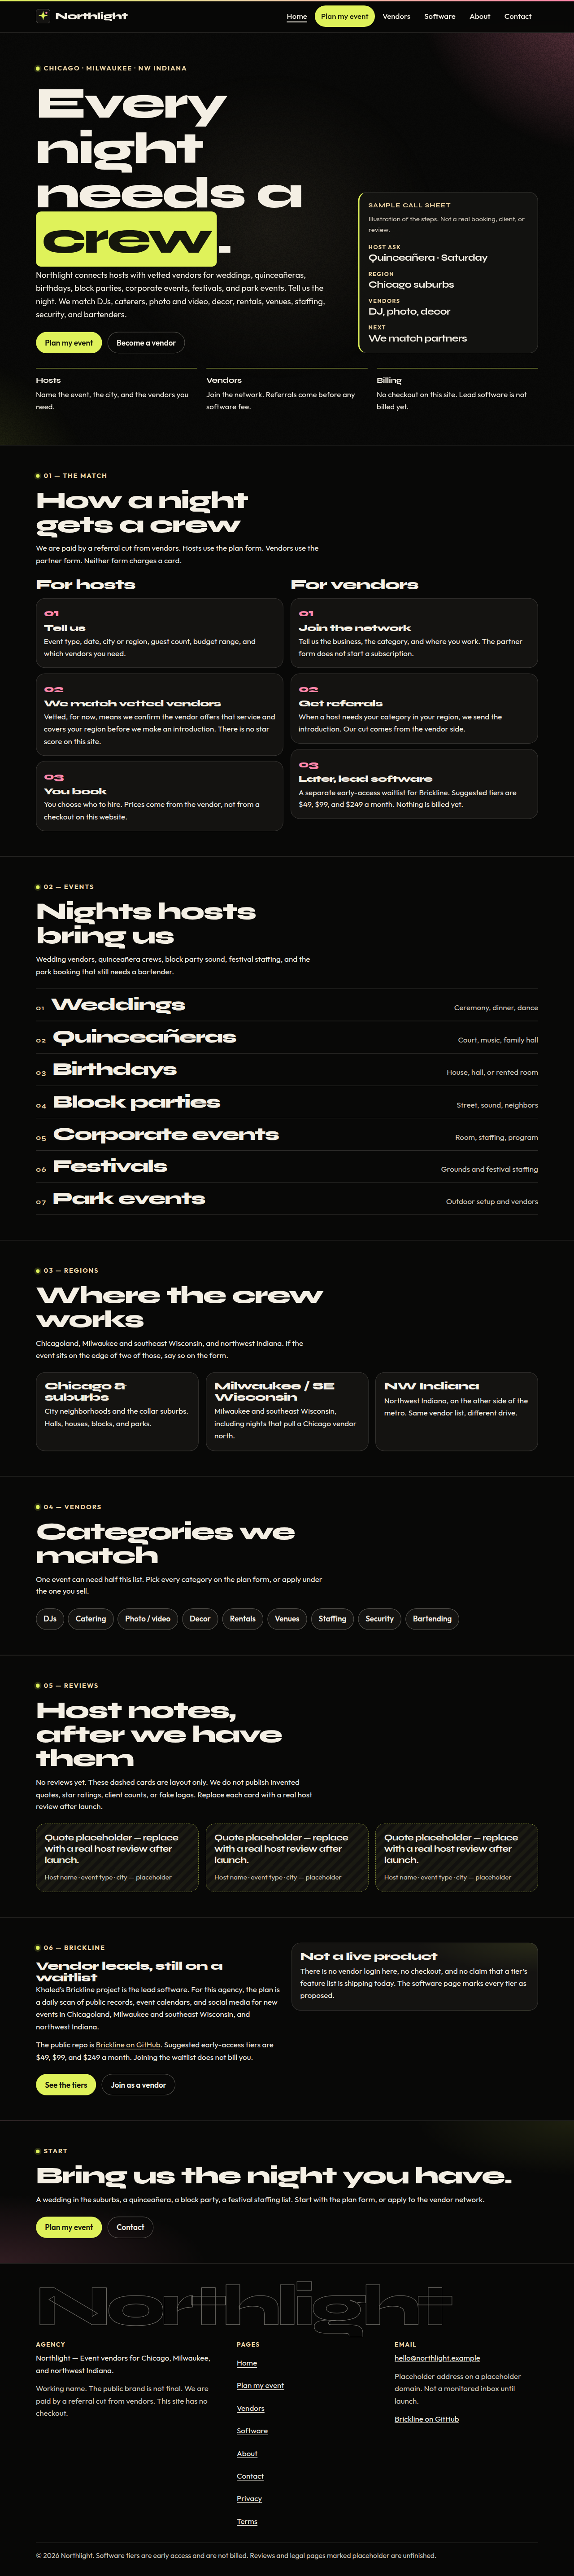 Northlight
Home
Plan my event
Vendors
Software
About
Contact
CHICAGO · MILWAUKEE · NW INDIANA
Every
night
needs a
crew.
Northlight connects hosts with vetted vendors for weddings, quinceañeras,
birthdays, block parties, corporate events, festivals, and park events. Tell us the
night. We match DJs, caterers, photo and video, decor, rentals, venues, staffing,
security, and bartenders.
Plan my event
Become a vendor
SAMPLE CALL SHEET
Illustration of the steps. Not a real booking, client, or
review.
HOST ASK
Quinceañera · Saturday
REGION
Chicago suburbs
VENDORS
DJ, photo, decor
NEXT
We match partners
Hosts
Name the event, the city, and the vendors you
need.
Vendors
Join the network. Referrals come before any
software fee.
Billing
No checkout on this site. Lead software is not
billed yet.
01 — THE MATCH
How a night
gets a crew
We are paid by a referral cut from vendors. Hosts use the plan form. Vendors use the
partner form. Neither form charges a card.
For hosts
01
Tell us
Event type, date, city or region, guest count, budget range, and
which vendors you need.
02
We match vetted vendors
Vetted, for now, means we confirm the vendor offers that service and
covers your region before we make an introduction. There is no star
score on this site.
03
You book
You choose who to hire. Prices come from the vendor, not from a
checkout on this website.
For vendors
01
Join the network
Tell us the business, the category, and where you work. The partner
form does not start a subscription.
02
Get referrals
When a host needs your category in your region, we send the
introduction. Our cut comes from the vendor side.
03
Later, lead software
A separate early-access waitlist for Brickline. Suggested tiers are
$49, $99, and $249 a month. Nothing is billed yet.
02 — EVENTS
Nights hosts
bring us
Wedding vendors, quinceañera crews, block party sound, festival staffing, and the
park booking that still needs a bartender.
01 Weddings Ceremony, dinner, dance
02 Quinceañeras Court, music, family hall
03 Birthdays House, hall, or rented room
04 Block parties Street, sound, neighbors
05 Corporate events Room, staffing, program
06 Festivals Grounds and festival staffing
07 Park events Outdoor setup and vendors
03 — REGIONS
Where the crew
works
Chicagoland, Milwaukee and southeast Wisconsin, and northwest Indiana. If the
event sits on the edge of two of those, say so on the form.
Chicago &
suburbs
City neighborhoods and the collar suburbs.
Halls, houses, blocks, and parks.
Milwaukee / SE
Wisconsin
Milwaukee and southeast Wisconsin,
including nights that pull a Chicago vendor
north.
NW Indiana
Northwest Indiana, on the other side of the
metro. Same vendor list, different drive.
04 — VENDORS
Categories we
match
One event can need half this list. Pick every category on the plan form, or apply under
the one you sell.
DJs
Catering
Photo / video
Decor
Rentals
Venues
Staffing
Security
Bartending
05 — REVIEWS
Host notes,
after we have
them
No reviews yet. These dashed cards are layout only. We do not publish invented
quotes, star ratings, client counts, or fake logos. Replace each card with a real host
review after launch.
Quote placeholder — replace
with a real host review after
launch.
Host name · event type · city — placeholder
Quote placeholder — replace
with a real host review after
launch.
Host name · event type · city — placeholder
Quote placeholder — replace
with a real host review after
launch.
Host name · event type · city — placeholder
06 — BRICKLINE
Vendor leads, still on a
waitlist
Khaled's Brickline project is the lead software. For this agency, the plan is
a daily scan of public records, event calendars, and social media for new
events in Chicagoland, Milwaukee and southeast Wisconsin, and
northwest Indiana.
The public repo is Brickline on GitHub. Suggested early-access tiers are
$49, $99, and $249 a month. Joining the waitlist does not bill you.
See the tiers
Join as a vendor
Not a live product
There is no vendor login here, no checkout, and no claim that a tier's
feature list is shipping today. The software page marks every tier as
proposed.
START
Bring us the night you have.
A wedding in the suburbs, a quinceañera, a block party, a festival staffing list. Start with the plan form, or apply to the vendor network.
Plan my event
Contact
Northlight
AGENCY
Northlight — Event vendors for Chicago, Milwaukee,
and northwest Indiana.
Working name. The public brand is not final. We are
paid by a referral cut from vendors. This site has no
checkout.
PAGES
Home
Plan my event
Vendors
Software
About
Contact
Privacy
Terms
EMAIL
hello@northlight.example
Placeholder address on a placeholder
domain. Not a monitored inbox until
launch.
Brickline on GitHub
© 2026 Northlight. Software tiers are early access and are not billed. Reviews and legal pages marked placeholder are unfinished.